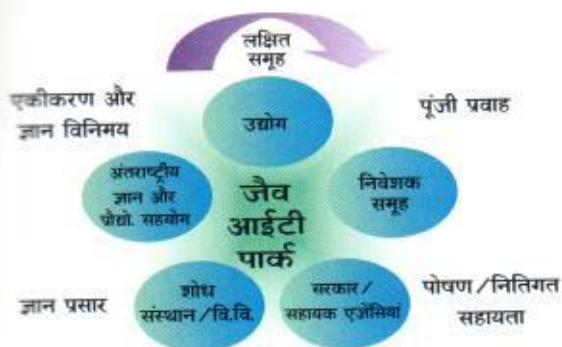 लक्षित
समूह
एकीकरण और
ज्ञान विनिमय
उद्योग
पूंजी प्रवाह
अंतराष्ट्रीय
ज्ञान और
प्रौद्यो. सहयोग
जैव
आईटी
पार्क
निवेशक
समूह
ज्ञान प्रसार
शोध
संस्थान/वि.वि.
सरकार/
सहायक एजेंसियां
पोषण/नितिगत
सहायता